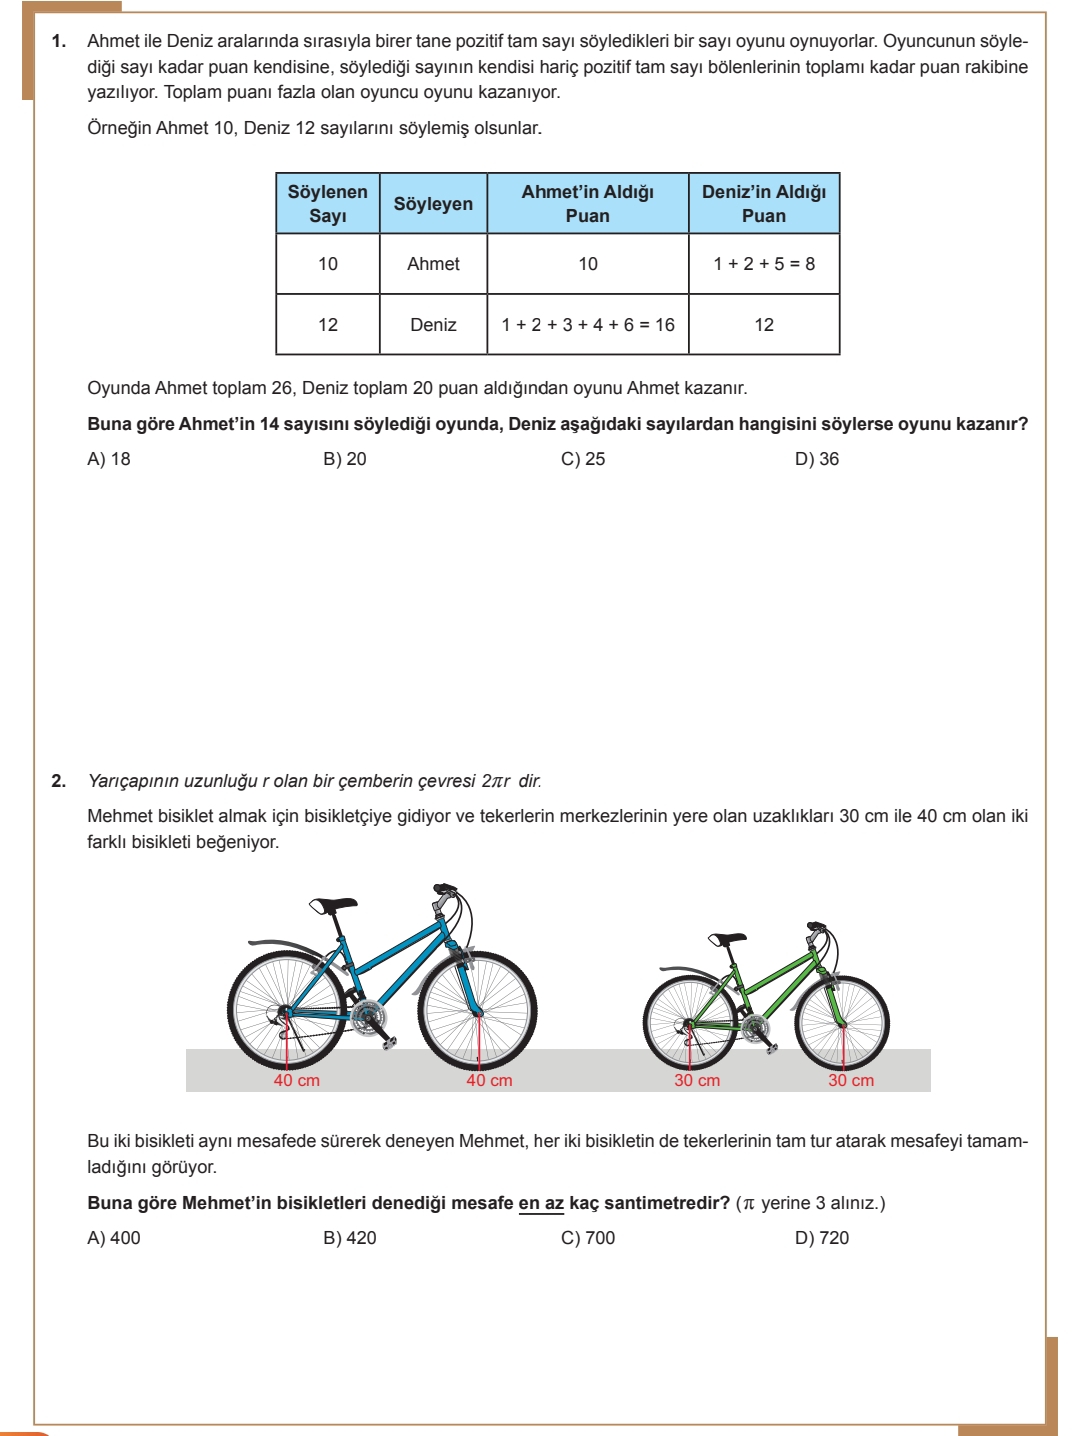 1. Ahmet ile Deniz aralarında sırasıyla birer tane pozitif tam sayı söyledikleri bir sayı oyunu oynuyorlar. Oyuncunun söyle-
diği sayı kadar puan kendisine, söylediği sayının kendisi hariç pozitif tam sayı bölenlerinin toplamı kadar puan rakibine
yazılıyor. Toplam puanı fazla olan oyuncu oyunu kazanıyor.
Örneğin Ahmet 10, Deniz 12 sayılarını söylemiş olsunlar.
Söylenen Sayı Söyleyen Ahmet'in Aldığı Puan Deniz'in Aldığı Puan
10 Ahmet 10 1 + 2 + 5 = 8
12 Deniz 1 + 2 + 3 + 4 + 6 = 16 12
Oyunda Ahmet toplam 26, Deniz toplam 20 puan aldığından oyunu Ahmet kazanır.
Buna göre Ahmet'in 14 sayısını söylediği oyunda, Deniz aşağıdaki sayılardan hangisini söylerse oyunu kazanır?
A) 18 B) 20 C) 25 D) 36
2. Yarıçapının uzunluğu r olan bir çemberin çevresi 2πr dir.
Mehmet bisiklet almak için bisikletçiye gidiyor ve tekerlerin merkezlerinin yere olan uzaklıkları 30 cm ile 40 cm olan iki
farklı bisikleti beğeniyor.
40 cm 40 cm 30 cm 30 cm
Bu iki bisikleti aynı mesafede sürerek deneyen Mehmet, her iki bisikletin de tekerlerinin tam tur atarak mesafeyi tamam-
ladığını görüyor.
Buna göre Mehmet'in bisikletleri denediği mesafe en az kaç santimetredir? (π yerine 3 alınız.)
A) 400 B) 420 C) 700 D) 720